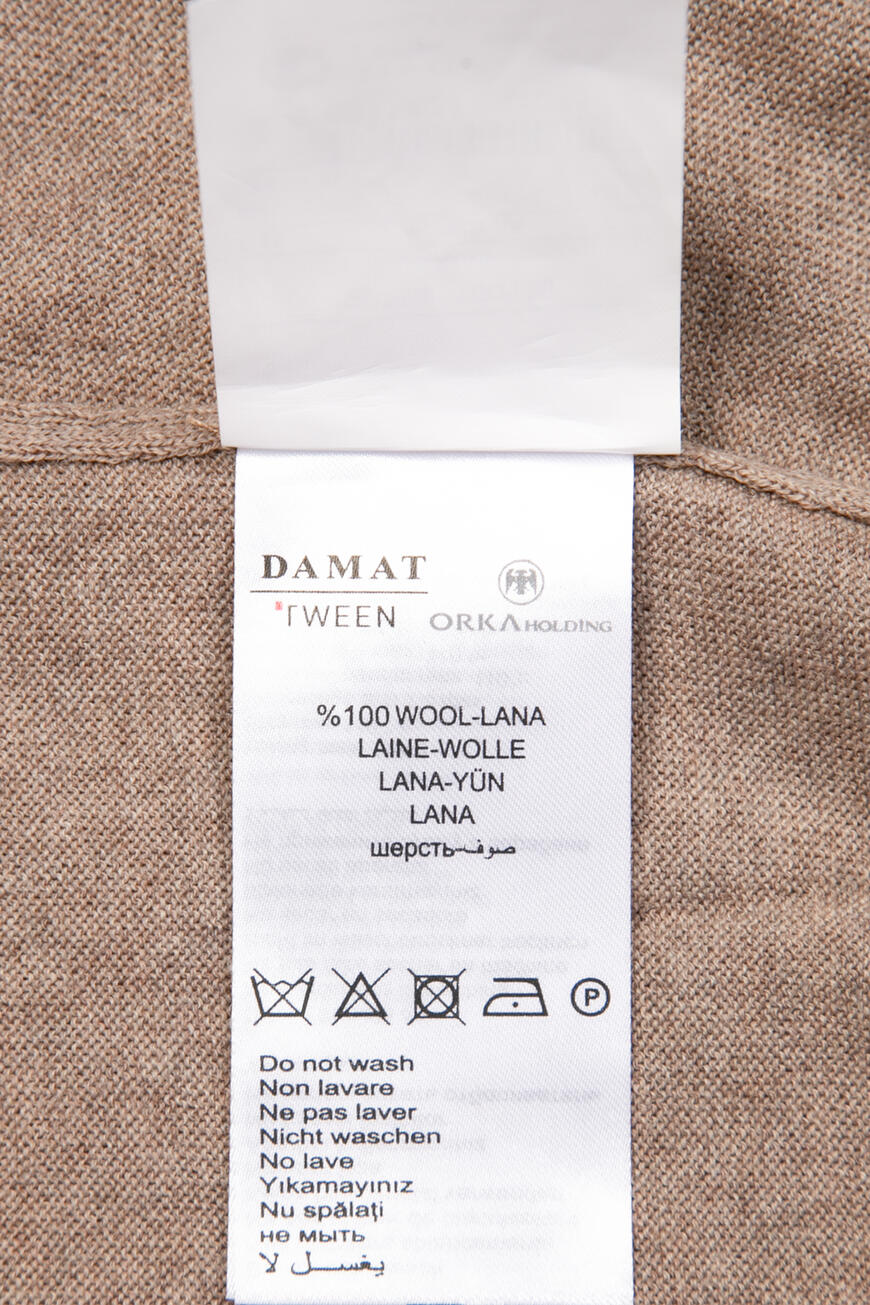 DAMAT
TWEEN
ORKA HOLDING
%100 WOOL-LANA
LAINE-WOLLE
LANA-YÜN
LANA
шерсть-صوف
P
Do not wash
Non lavare
Ne pas laver
Nicht waschen
No lave
Yıkamayınız
Nu spălaţi
не мыть
لا يغسل